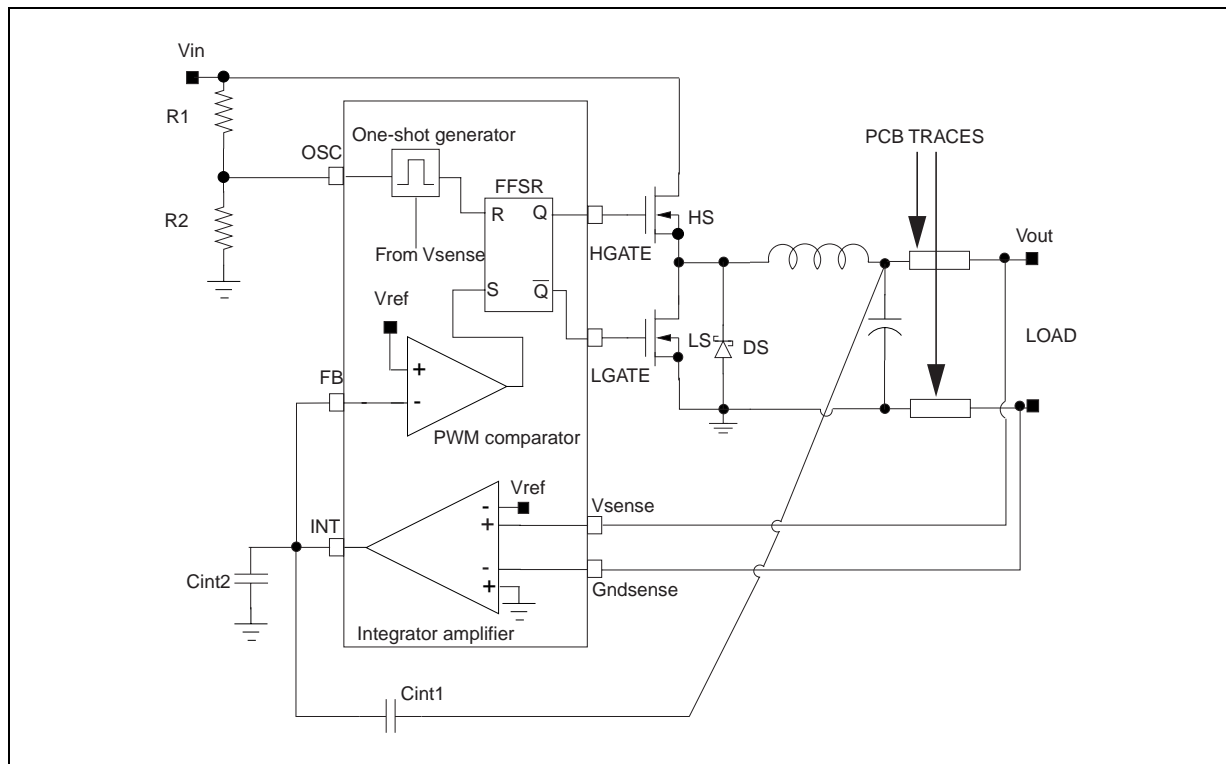 Vin
R1
OSC
One-shot generator
PCB TRACES
FFSR
R Q
HS
R2
From Vsense
HGATE
Vout
S Q
Vref
LS
DS
LOAD
+
FB
LGATE
-
PWM comparator
Vref
-
INT
+
Vsense
-
Cint2
+
Gndsense
Integrator amplifier
Cint1